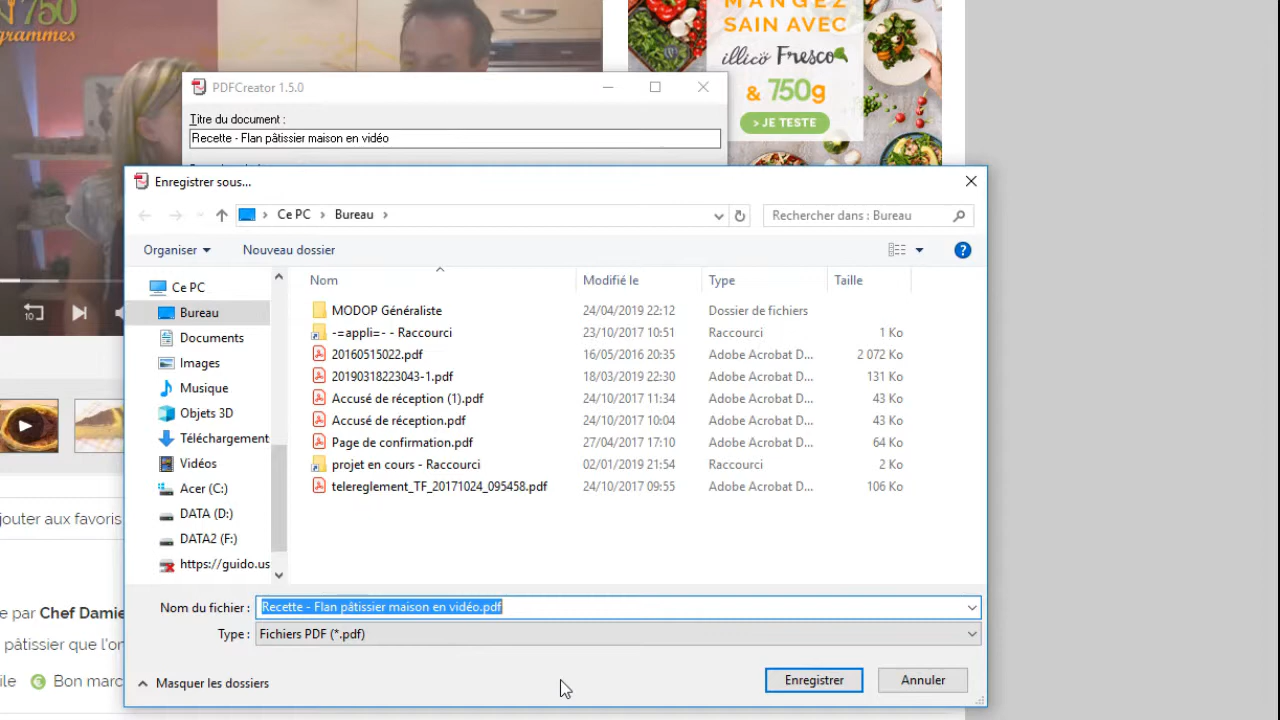 750
grammes
MANGEZ
SAIN AVEC
illicö Fresco
& 750g
> JE TESTE
PDFCreator 1.5.0
Titre du document :
Recette - Flan pâtissier maison en vidéo
Enregistrer sous...
Ce PC > Bureau >
Rechercher dans : Bureau
Organiser
Nouveau dossier
?
Nom Modifié le Type Taille
Ce PC
Bureau
Documents
Images
Musique
Objets 3D
Téléchargement
Vidéos
Acer (C:)
DATA (D:)
DATA2 (F:)
https://guido.us
MODOP Généraliste 24/04/2019 22:12 Dossier de fichiers
-=appli=- - Raccourci 23/10/2017 10:51 Raccourci 1 Ko
20160515022.pdf 16/05/2016 20:35 Adobe Acrobat D... 2 072 Ko
20190318223043-1.pdf 18/03/2019 22:30 Adobe Acrobat D... 131 Ko
Accusé de réception (1).pdf 24/10/2017 11:34 Adobe Acrobat D... 43 Ko
Accusé de réception.pdf 24/10/2017 10:04 Adobe Acrobat D... 43 Ko
Page de confirmation.pdf 27/04/2019 17:10 Adobe Acrobat D... 64 Ko
projet en cours - Raccourci 02/01/2019 21:54 Raccourci 2 Ko
telereglement_TF_20171024_095458.pdf 24/10/2017 09:55 Adobe Acrobat D... 106 Ko
Nom du fichier : Recette - Flan pâtissier maison en vidéo.pdf
Type : Fichiers PDF (*.pdf)
Masquer les dossiers
Enregistrer
Annuler
10
jouter aux favoris
e par Chef Damie
pâtissier que l'on
ile € Bon marc